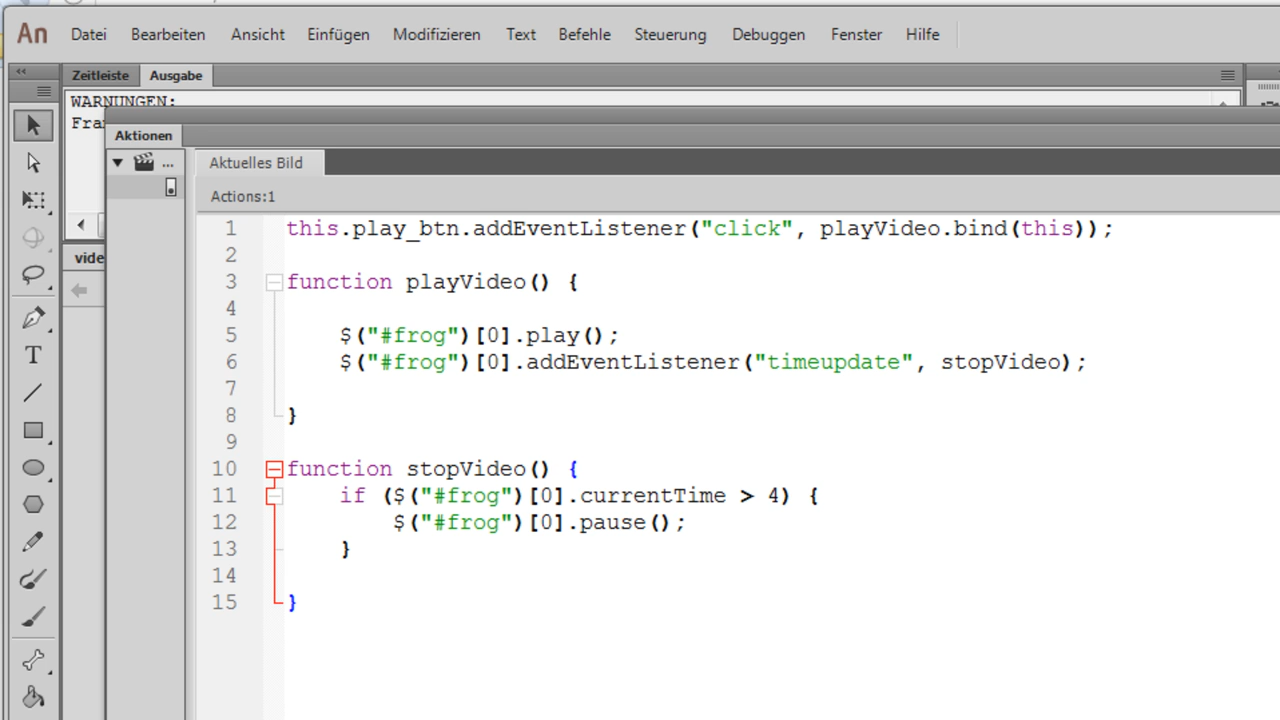 An Datei Bearbeiten Ansicht Einfügen Modifizieren Text Befehle Steuerung Debuggen Fenster Hilfe
Zeitleiste Ausgabe
WARNUNGEN:
Fra
Aktionen
... Aktuelles Bild
Actions:1
vide
T
1 this.play_btn.addEventListener("click", playVideo.bind(this));
2
3 function playVideo() {
4
5 $("#frog")[0].play();
6 $("#frog")[0].addEventListener("timeupdate", stopVideo);
7
8 }
9
10 function stopVideo() {
11 if ($("#frog")[0].currentTime > 4) {
12 $("#frog")[0].pause();
13 }
14
15 }